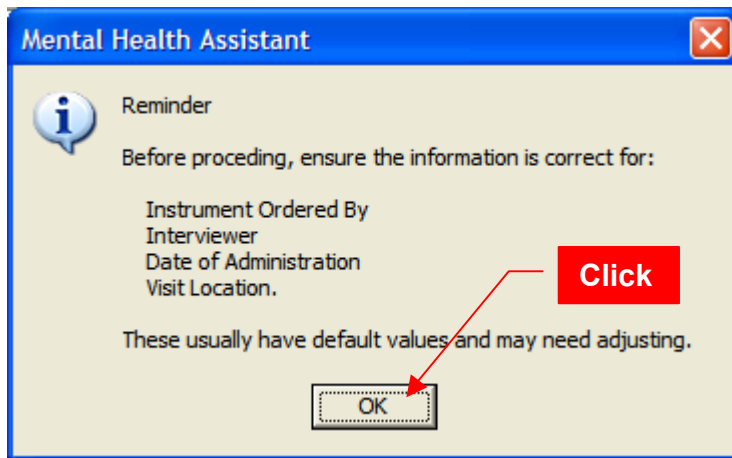 Mental Health Assistant
Reminder
Before proceding, ensure the information is correct for:
Instrument Ordered By
Interviewer
Date of Administration
Visit Location.
Click
These usually have default values and may need adjusting.
OK